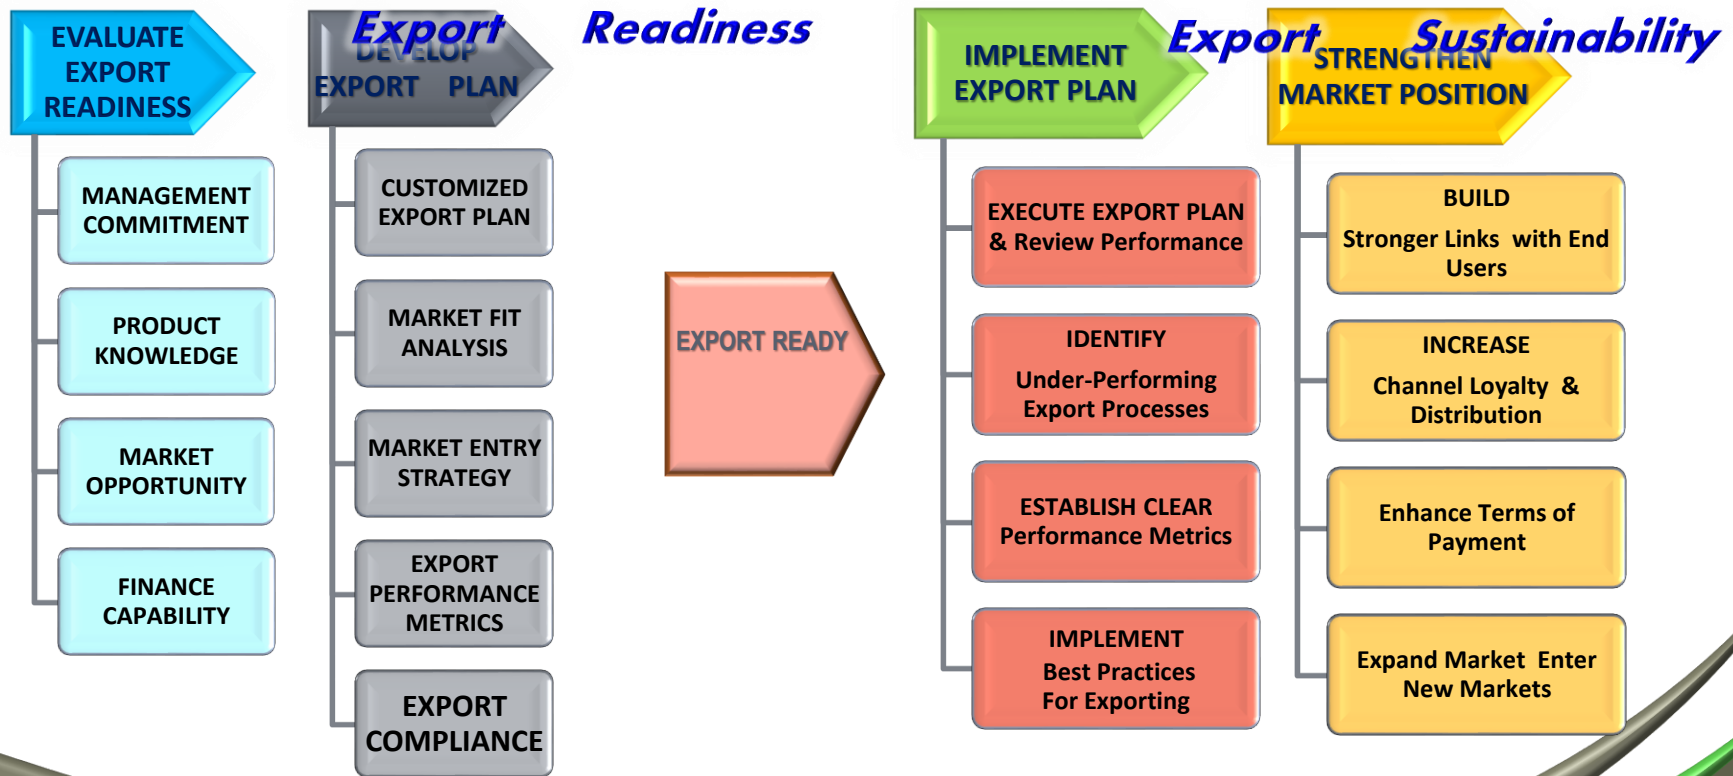 Export Readiness
EVALUATE
EXPORT
READINESS
MANAGEMENT
COMMITMENT
PRODUCT
KNOWLEDGE
MARKET
OPPORTUNITY
FINANCE
CAPABILITY
DEVELOP
EXPORT PLAN
CUSTOMIZED
EXPORT PLAN
MARKET FIT
ANALYSIS
MARKET ENTRY
STRATEGY
EXPORT
PERFORMANCE
METRICS
EXPORT
COMPLIANCE
EXPORT READY
Export Sustainability
IMPLEMENT
EXPORT PLAN
EXECUTE EXPORT PLAN
& Review Performance
IDENTIFY
Under-Performing
Export Processes
ESTABLISH CLEAR
Performance Metrics
IMPLEMENT
Best Practices
For Exporting
STRENGTHEN
MARKET POSITION
BUILD
Stronger Links with End
Users
INCREASE
Channel Loyalty &
Distribution
Enhance Terms of
Payment
Expand Market Enter
New Markets